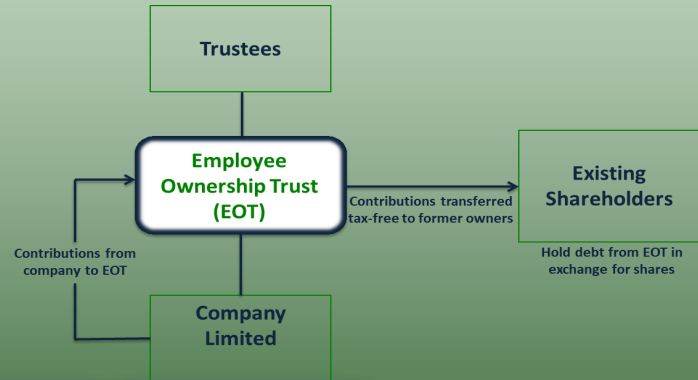 Trustees
Employee
Ownership Trust
(EOT)
Contributions transferred
tax-free to former owners
Existing
Shareholders
Hold debt from EOT in
exchange for shares
Contributions from
company to EOT
Company
Limited